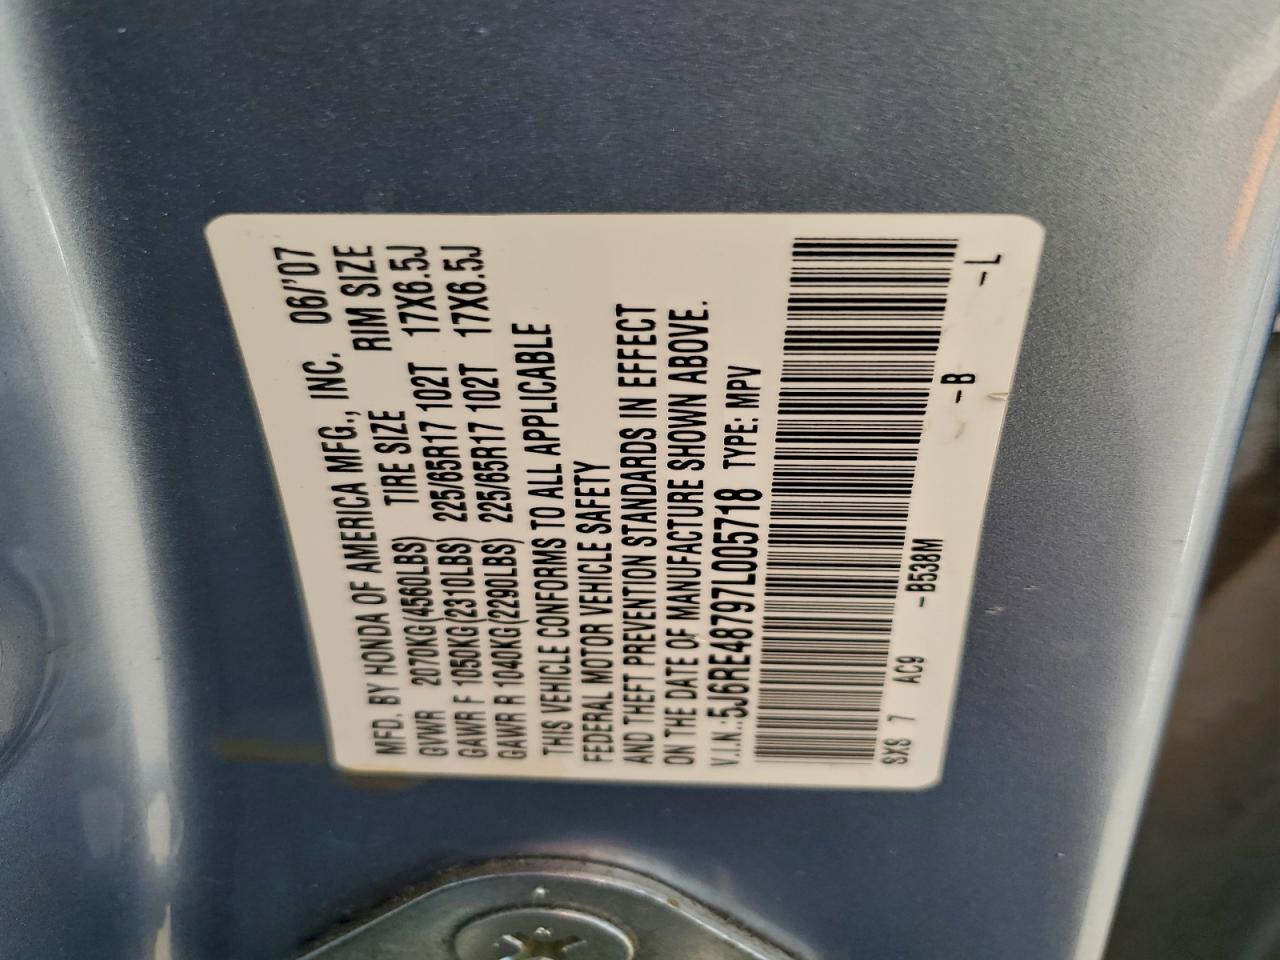 MFD. BY HONDA OF AMERICA MFG., INC. 06/'07
GVWR 2070KG(4560LBS) TIRE SIZE RIM SIZE
GAWR F 1050KG(2310LBS) 225/65R17 102T 17X6.5J
GAWR R 1040KG(2290LBS) 225/65R17 102T 17X6.5J
THIS VEHICLE CONFORMS TO ALL APPLICABLE
FEDERAL MOTOR VEHICLE SAFETY
AND THEFT PREVENTION STANDARDS IN EFFECT
ON THE DATE OF MANUFACTURE SHOWN ABOVE.
V.I.N.:5J6RE48797L005718 TYPE: MPV
SXS 7 AC9 -B538M -B -L